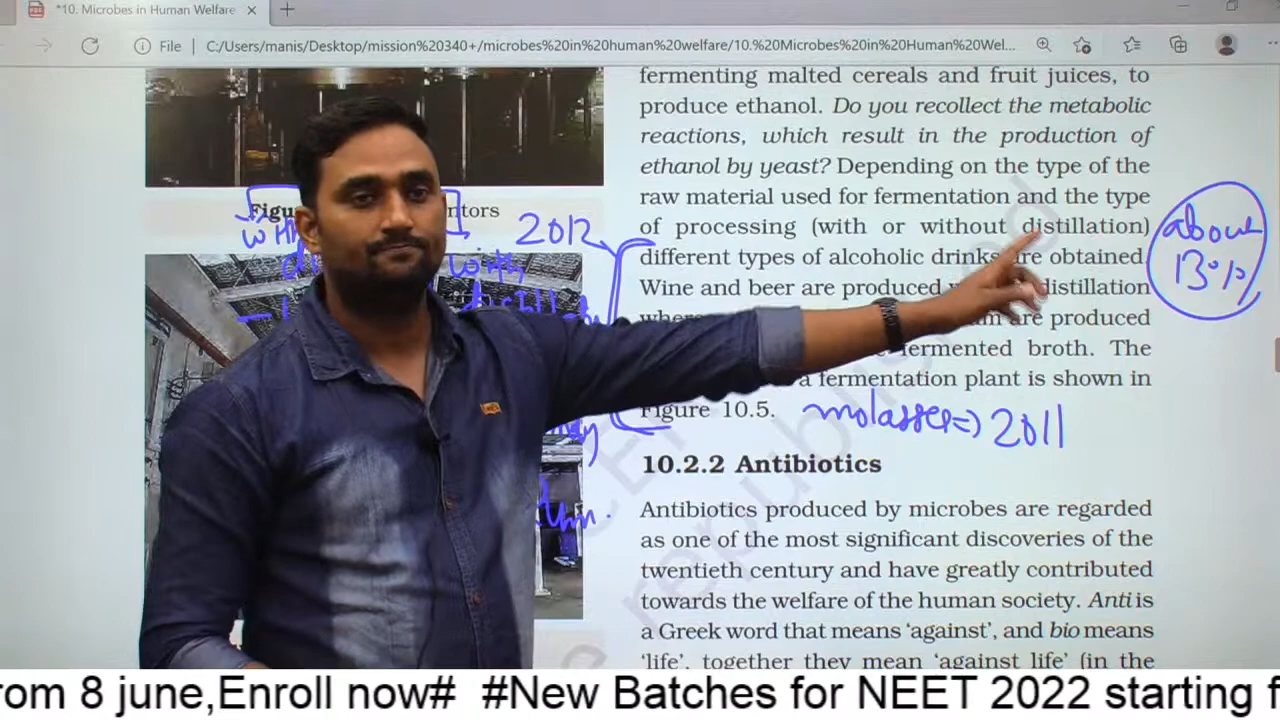 *10. Microbes in Human Welfare
File
C:/Users/manis/Desktop/mission%20340+/microbes%20in%20human%20welfare/10.%20Microbes%20in%20Human%20Wel...
fermenting malted cereals and fruit juices, to
produce ethanol. Do you recollect the metabolic
reactions, which result in the production of
ethanol by yeast? Depending on the type of the
raw material used for fermentation and the type
of processing (with or without distillation)
different types of alcoholic drinks are obtained.
Wine and beer are produced distillation
are produced
fermented broth. The
a fermentation plant is shown in
Figure 10.5.
molasses => 2011
about
13%
2012
with
10.2.2 Antibiotics
Antibiotics produced by microbes are regarded
as one of the most significant discoveries of the
twentieth century and have greatly contributed
towards the welfare of the human society. Anti is
a Greek word that means ‘against’, and bio means
‘life’, together they mean ‘against life’ (in the
rom 8 june,Enroll now# #New Batches for NEET 2022 starting f